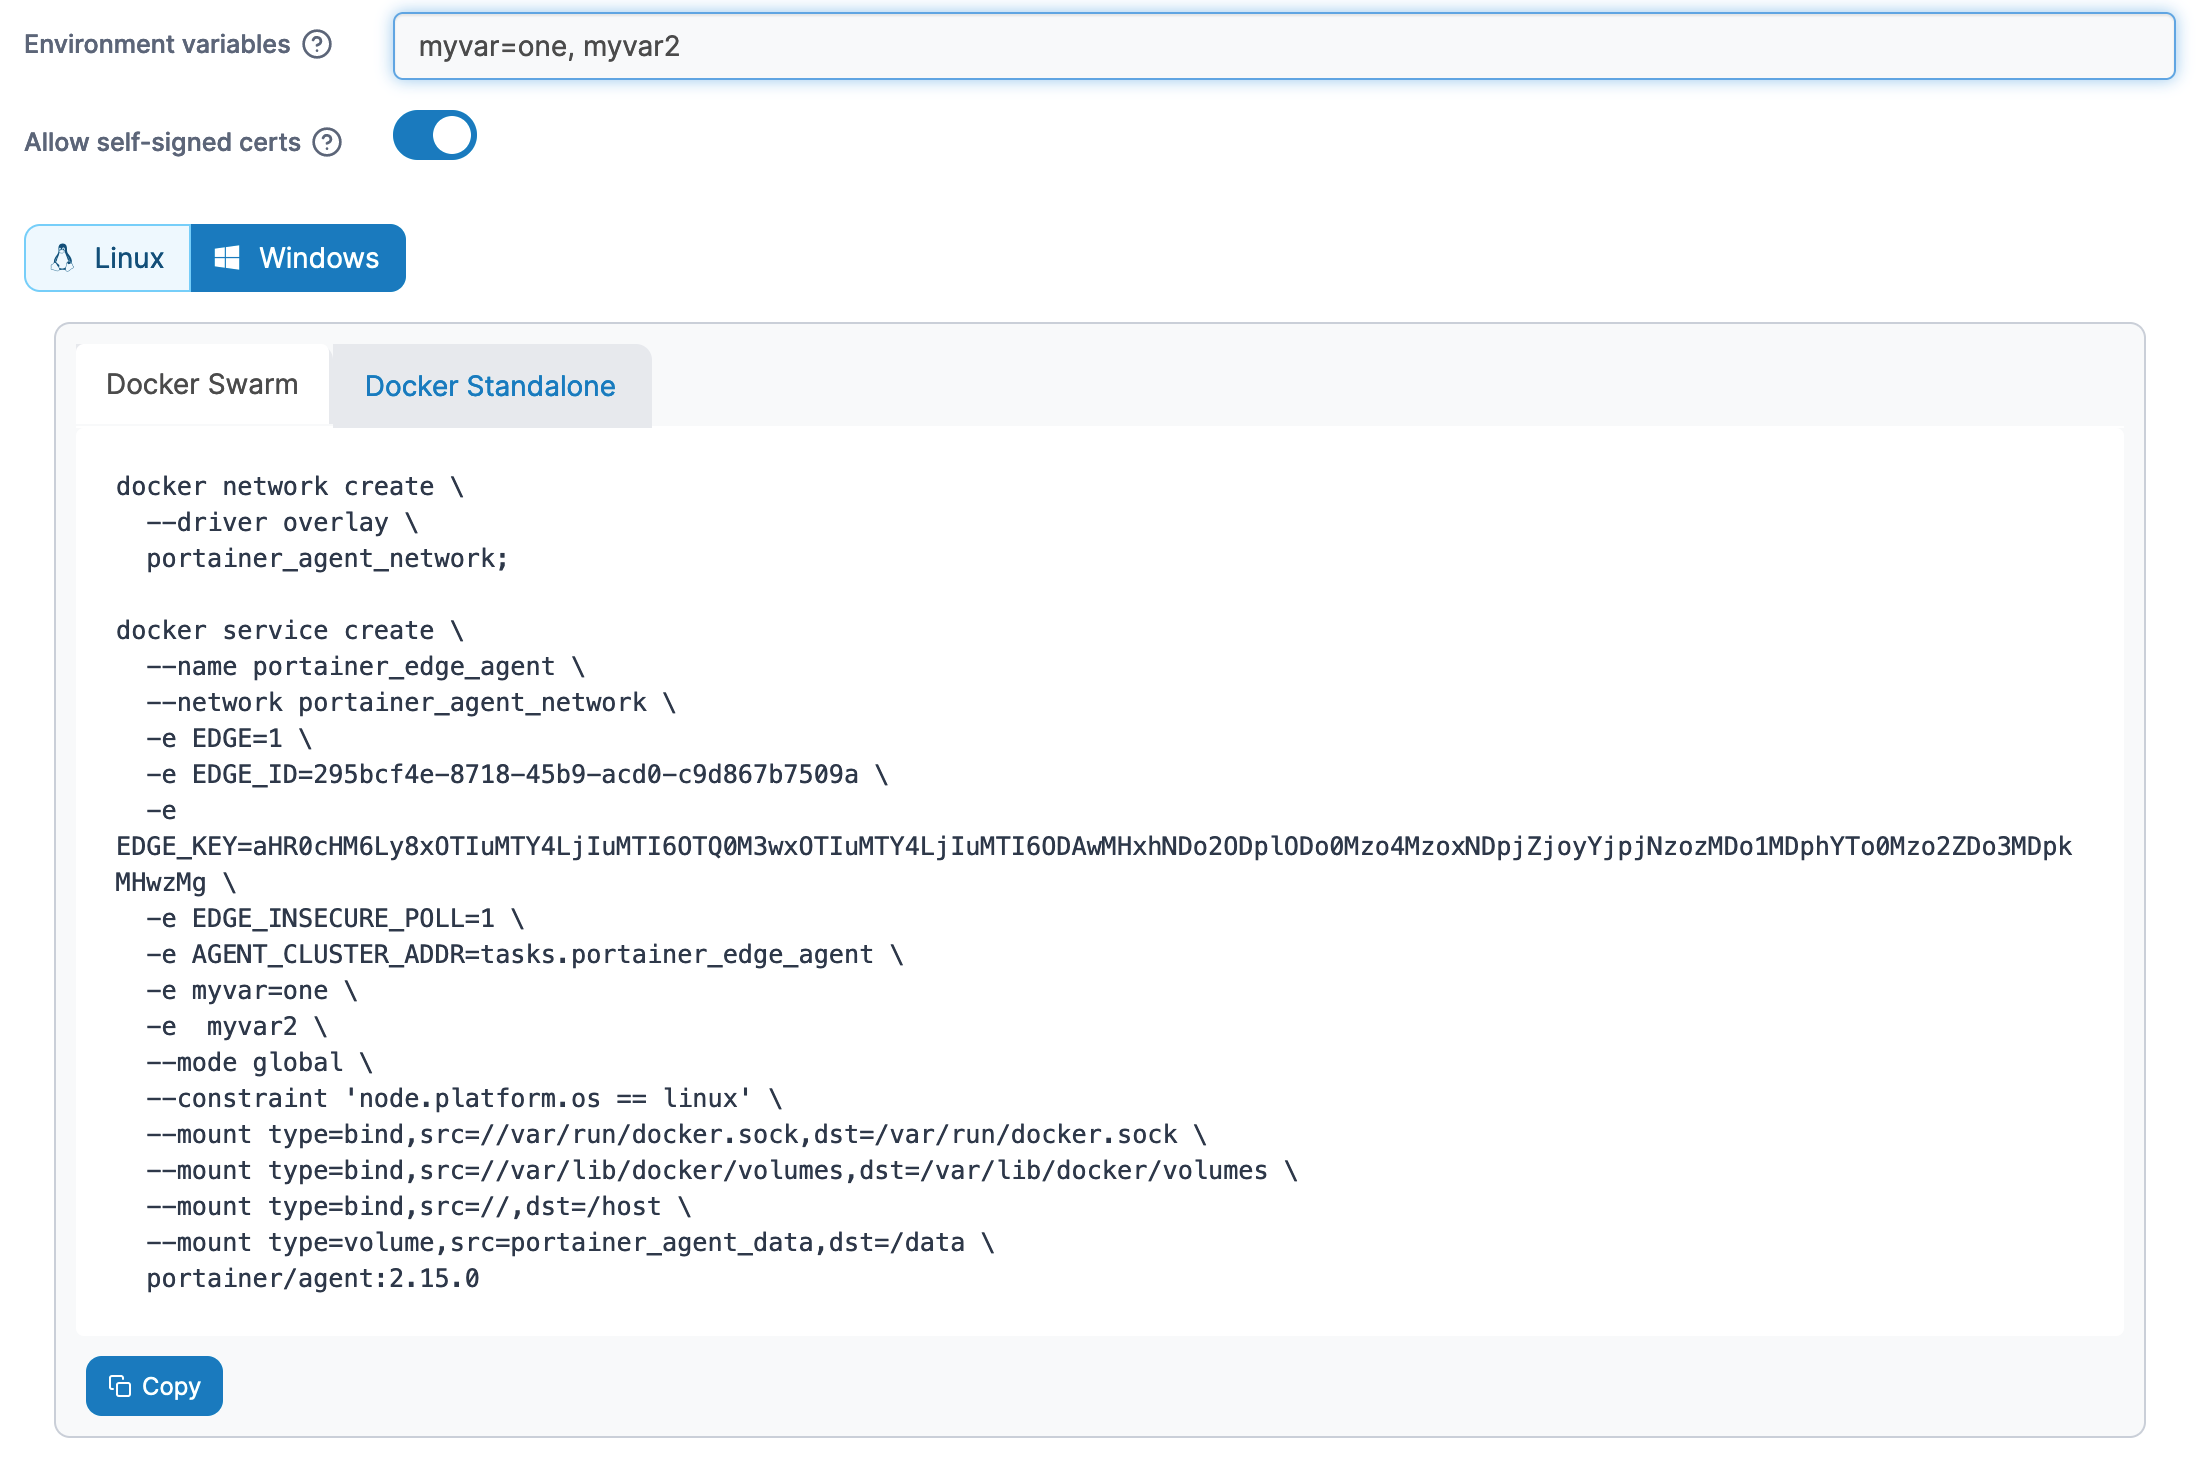 Environment variables
myvar=one, myvar2
Allow self-signed certs
Linux Windows
Docker Swarm Docker Standalone
docker network create \
--driver overlay \
portainer_agent_network;
docker service create \
--name portainer_edge_agent \
--network portainer_agent_network \
-e EDGE=1 \
-e EDGE_ID=295bcf4e-8718-45b9-acd0-c9d867b7509a \
-e
EDGE_KEY=aHR0cHM6Ly8xOTIuMTY4LjIuMTI6OTQ0M3wxOTIuMTY4LjIuMTI6ODAwMHxhNDo2ODplODo0Mzo4MzoxNDpjZjoyYjpjNzozMDo1MDphYTo0Mzo2ZDo3MDpk
MHwzMg \
-e EDGE_INSECURE_POLL=1 \
-e AGENT_CLUSTER_ADDR=tasks.portainer_edge_agent \
-e myvar=one \
-e  myvar2 \
--mode global \
--constraint 'node.platform.os == linux' \
--mount type=bind,src=//var/run/docker.sock,dst=/var/run/docker.sock \
--mount type=bind,src=//var/lib/docker/volumes,dst=/var/lib/docker/volumes \
--mount type=bind,src=//,dst=/host \
--mount type=volume,src=portainer_agent_data,dst=/data \
portainer/agent:2.15.0
Copy